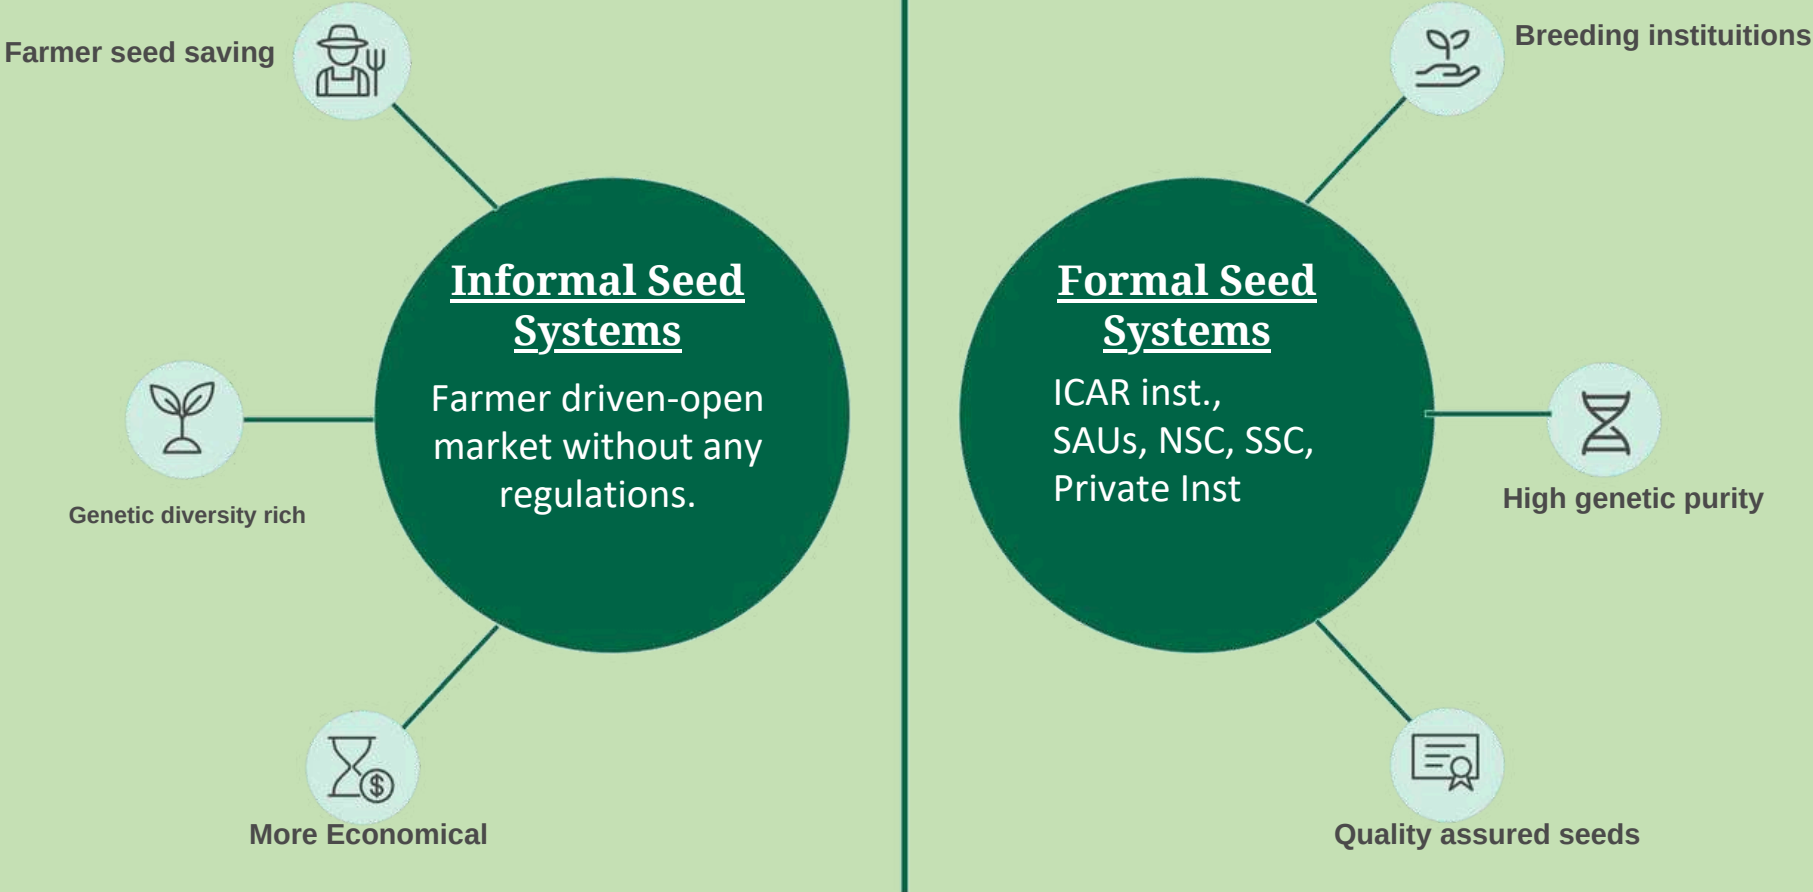 Farmer seed saving
Informal Seed
Systems
Farmer driven-open
market without any
regulations.
Genetic diversity rich
$
More Economical
Breeding instituitions
Formal Seed
Systems
ICAR inst.,
SAUs, NSC, SSC,
Private Inst
High genetic purity
Quality assured seeds